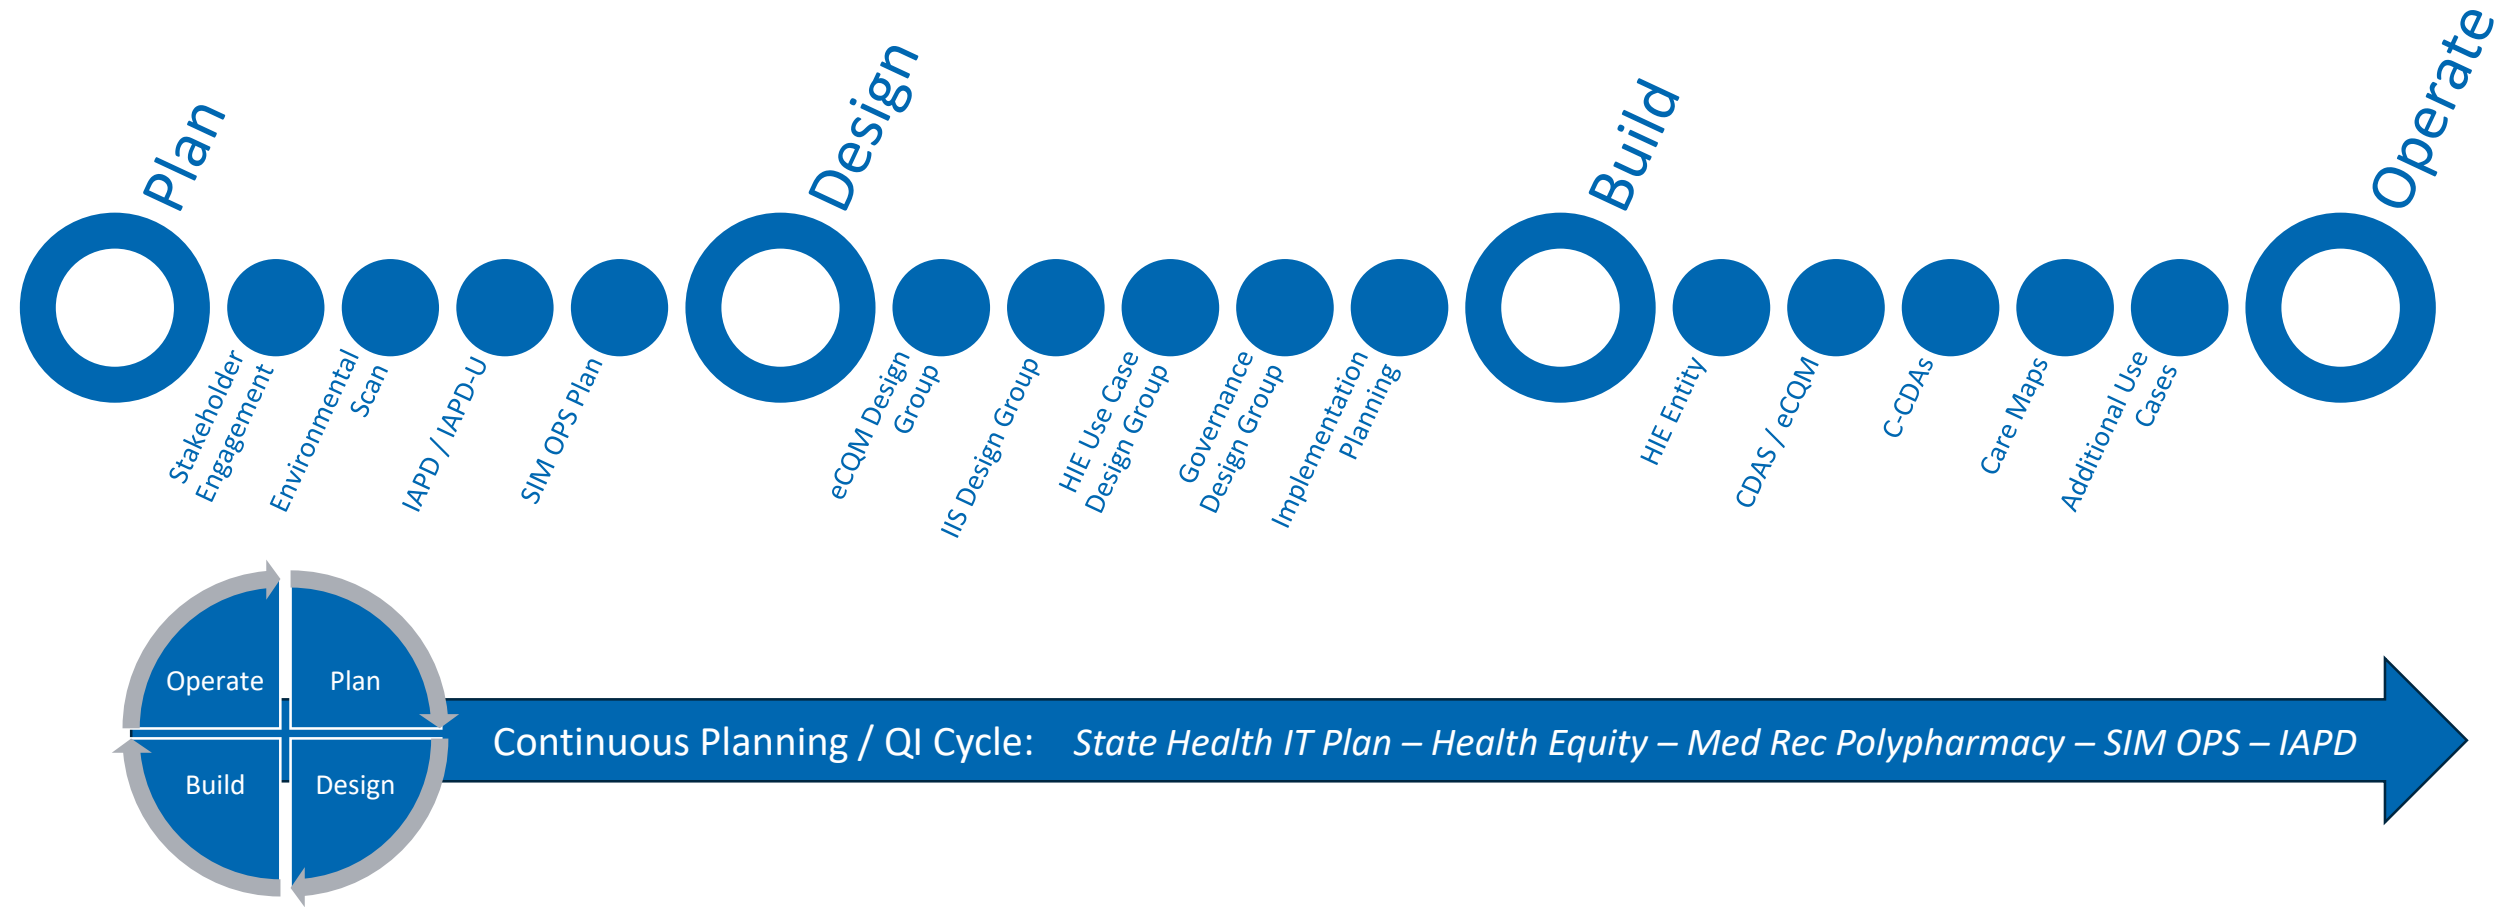 Plan
Design
Build
Operate
Stakeholder
Engagement
Environmental
Scan
IAPD / IAPD-U
SIM OPS Plan
eCQM Design
Group
IIS Design Group
HIE Use Case
Design Group
Governance
Design Group
Implementation
Planning
HIE Entity
CDAS / eCQM
C-CDAs
Care Maps
Additional Use
Cases
Operate
Plan
Build
Design
Continuous Planning / QI Cycle: State Health IT Plan – Health Equity – Med Rec Polypharmacy – SIM OPS – IAPD